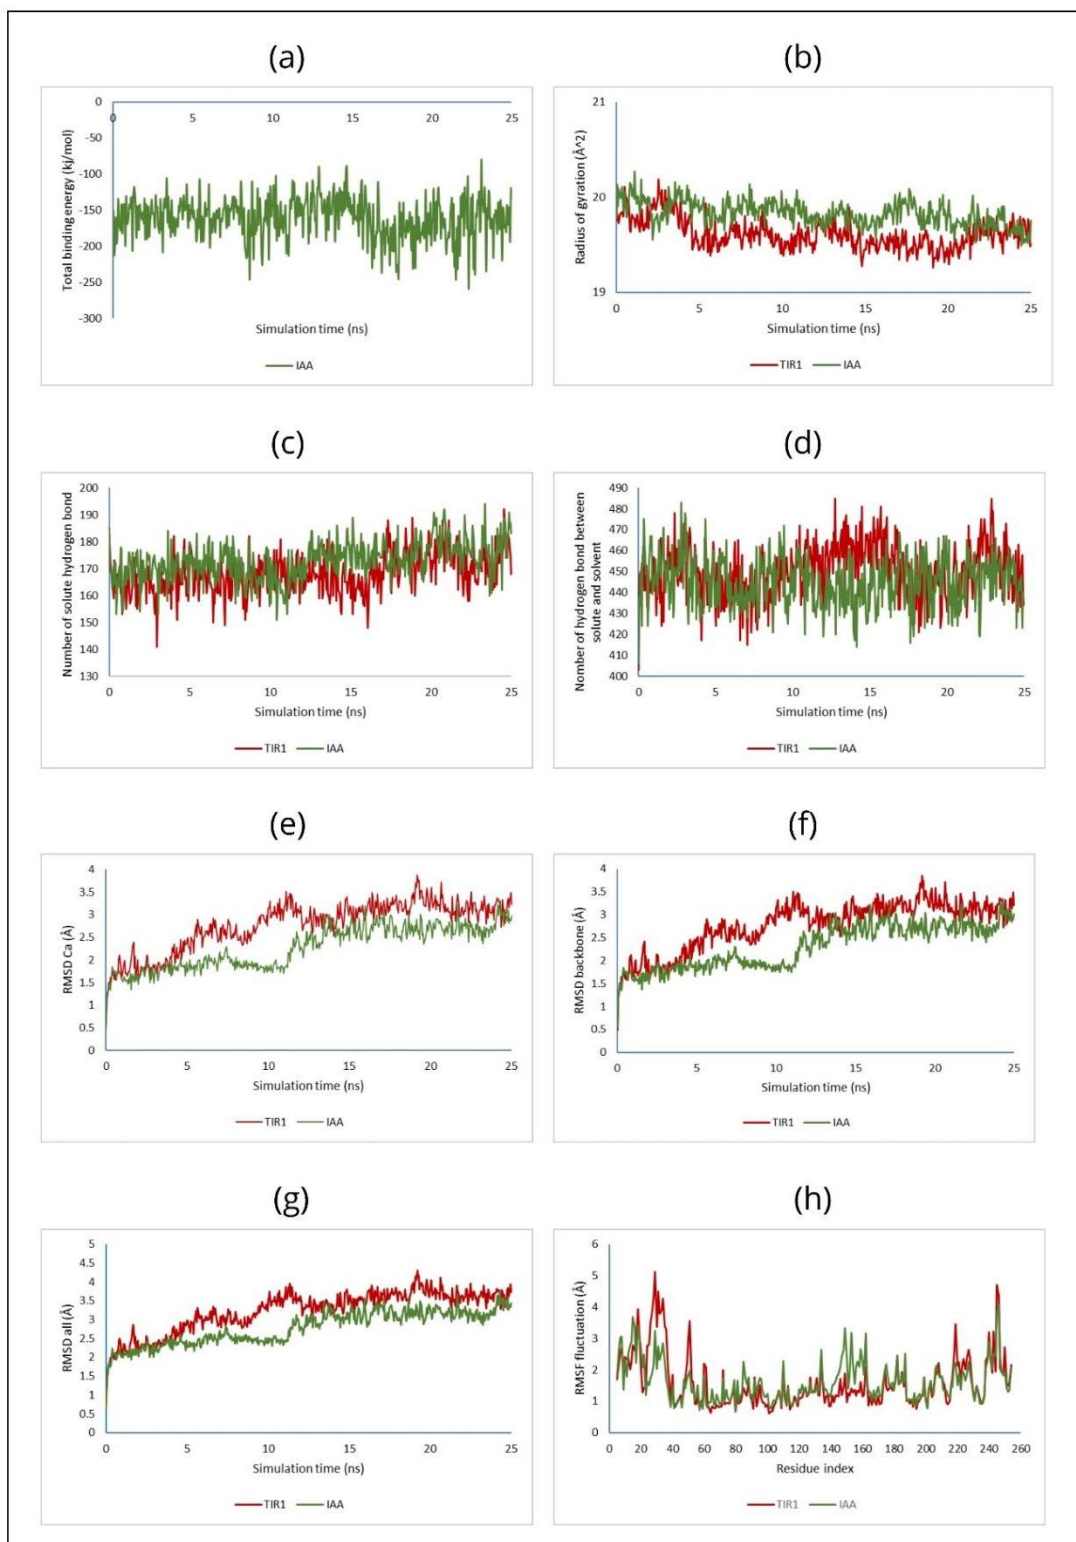 (a)
Total binding energy (kj/mol)
0
-50
-100
-150
-200
-250
-300
0 5 10 15 20 25
Simulation time (ns)
IAA
(b)
Radius of gyration (Å^2)
21
20
19
0 5 10 15 20 25
Simulation time (ns)
TIR1 IAA
(c)
Number of solute hydrogen bond
200
190
180
170
160
150
140
130
0 5 10 15 20 25
Simulation time (ns)
TIR1 IAA
(d)
Nomber of hydrogen bond between
solute and solvent
490
480
470
460
450
440
430
420
410
400
0 5 10 15 20 25
Simulation time (ns)
TIR1 IAA
(e)
RMSD Ca (Å)
4
3.5
3
2.5
2
1.5
1
0.5
0
0 5 10 15 20 25
Simulation time (ns)
TIR1 IAA
(f)
RMSD backbone (Å)
4
3.5
3
2.5
2
1.5
1
0.5
0
0 5 10 15 20 25
Simulation time (ns)
TIR1 IAA
(g)
RMSD all (Å)
5
4.5
4
3.5
3
2.5
2
1.5
1
0.5
0
0 5 10 15 20 25
Simulation time (ns)
TIR1 IAA
(h)
RMSF fluctuation (Å)
6
5
4
3
2
1
0
0 20 40 60 80 100 120 140 160 180 200 220 240 260
Residue index
TIR1 IAA